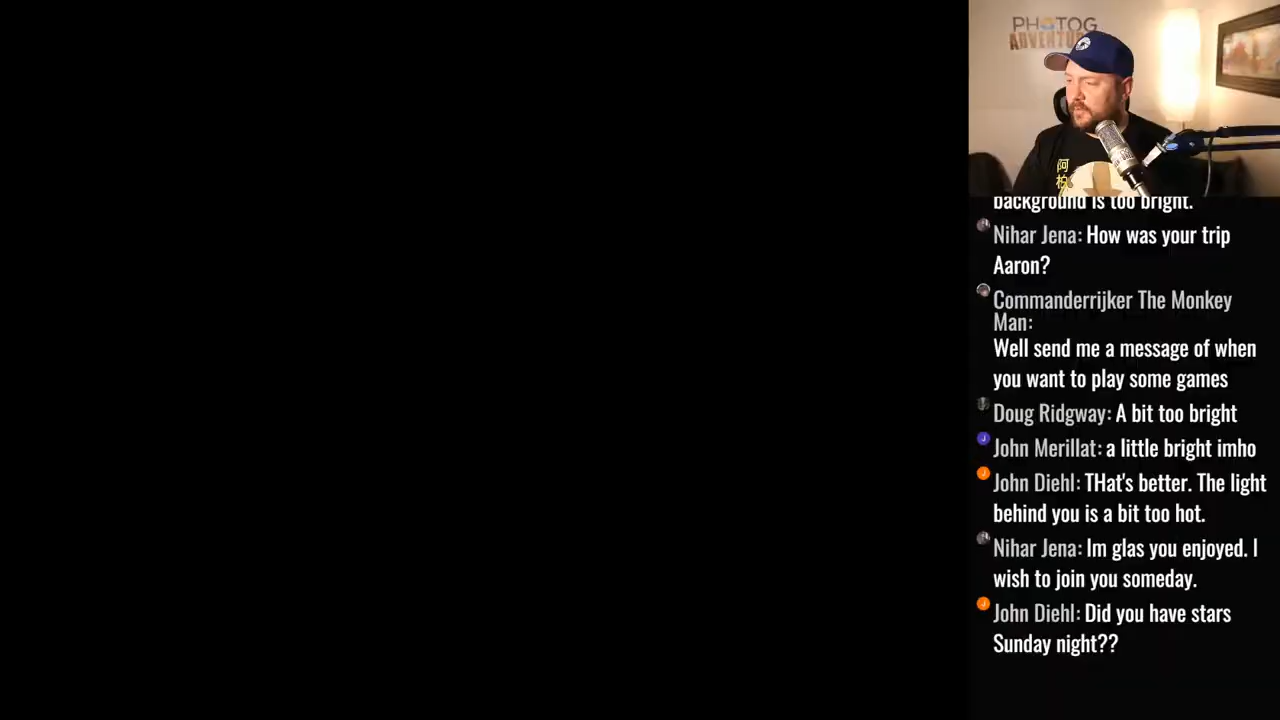 PHOTOG
ADVENTUR
阿
background is too bright.
Nihar Jena: How was your trip
Aaron?
Commanderrijker The Monkey
Man:
Well send me a message of when
you want to play some games
Doug Ridgway: A bit too bright
J
John Merillat: a little bright imho
J
John Diehl: THat's better. The light
behind you is a bit too hot.
Nihar Jena: Im glas you enjoyed. I
wish to join you someday.
J
John Diehl: Did you have stars
Sunday night??